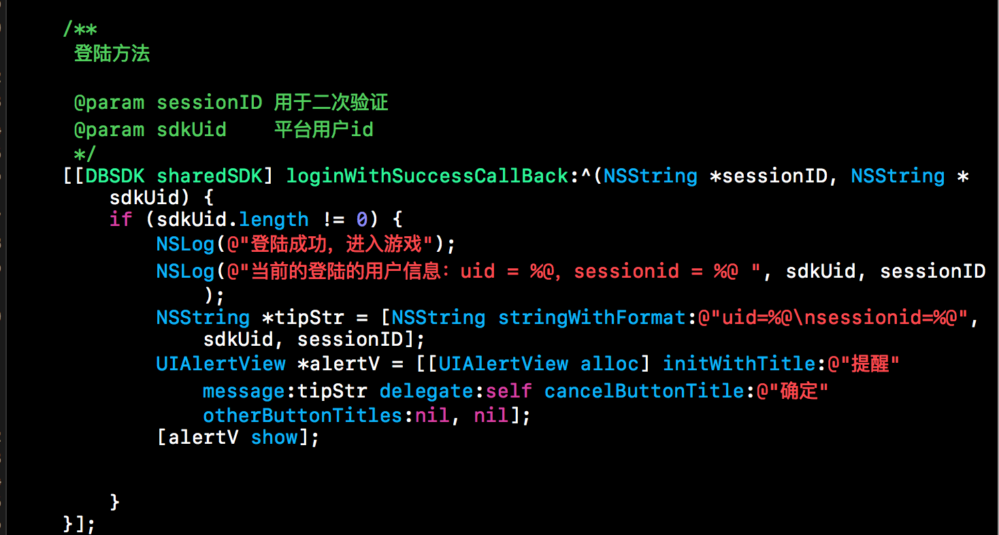 /**
登陆方法
@param sessionID 用于二次验证
@param sdkUid    平台用户id
*/
[[DBSDK sharedSDK] loginWithSuccessCallBack:^(NSString *sessionID, NSString *
sdkUid) {
if (sdkUid.length != 0) {
NSLog(@"登陆成功，进入游戏");
NSLog(@"当前的登陆的用户信息：uid = %@，sessionid = %@ ", sdkUid, sessionID
);
NSString *tipStr = [NSString stringWithFormat:@"uid=%@\nsessionid=%@",
sdkUid, sessionID];
UIAlertView *alertV = [[UIAlertView alloc] initWithTitle:@"提醒"
message:tipStr delegate:self cancelButtonTitle:@"确定"
otherButtonTitles:nil, nil];
[alertV show];
}
}];